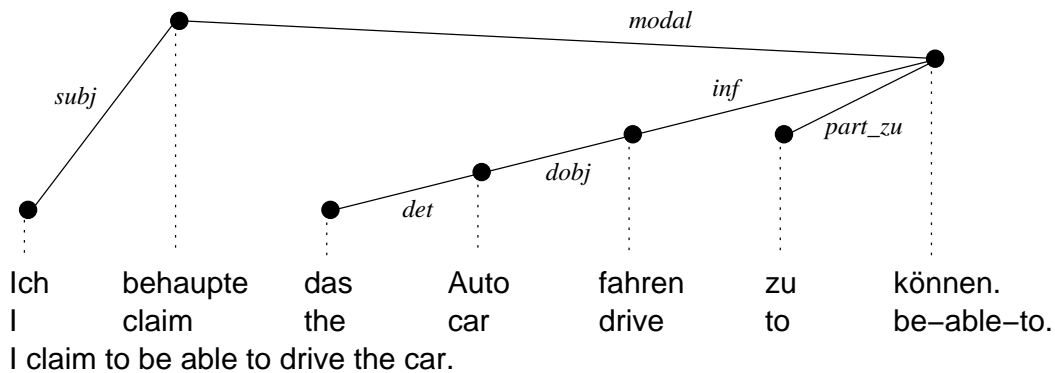 modal
subj
inf
part_zu
dobj
det
Ich behaupte das Auto fahren zu können.
I claim the car drive to be−able−to.
I claim to be able to drive the car.